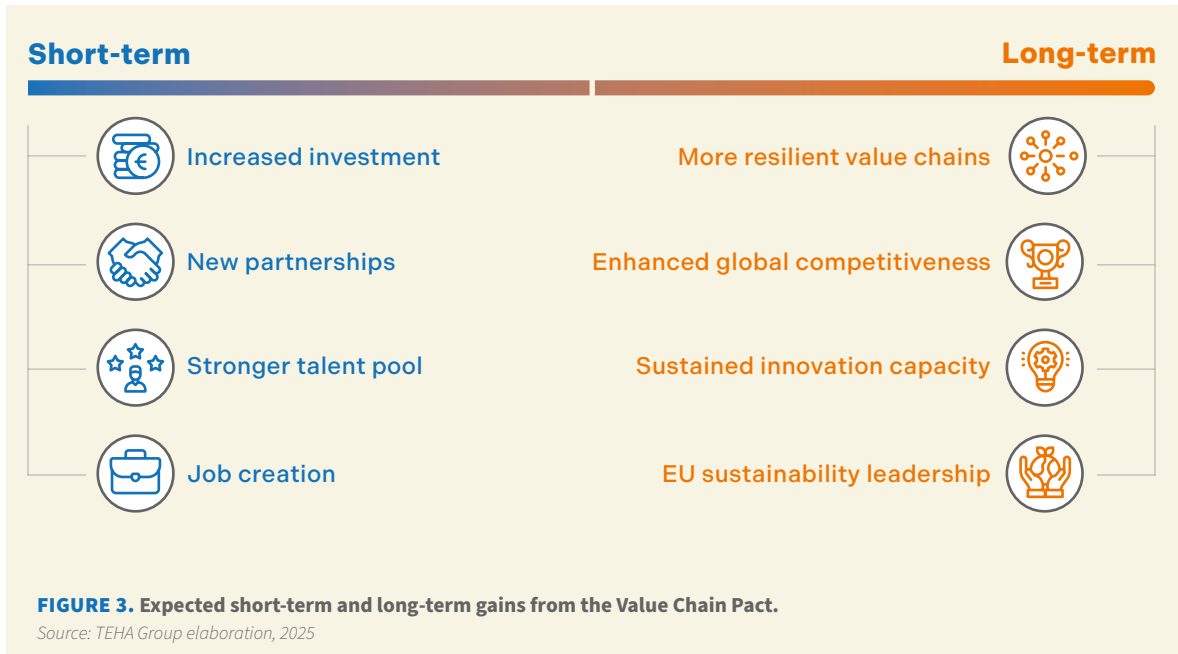 Short-term
Long-term
Increased investment
More resilient value chains
€
New partnerships
Enhanced global competitiveness
Stronger talent pool
Sustained innovation capacity
Job creation
EU sustainability leadership
FIGURE 3. Expected short-term and long-term gains from the Value Chain Pact.
Source: TEHA Group elaboration, 2025